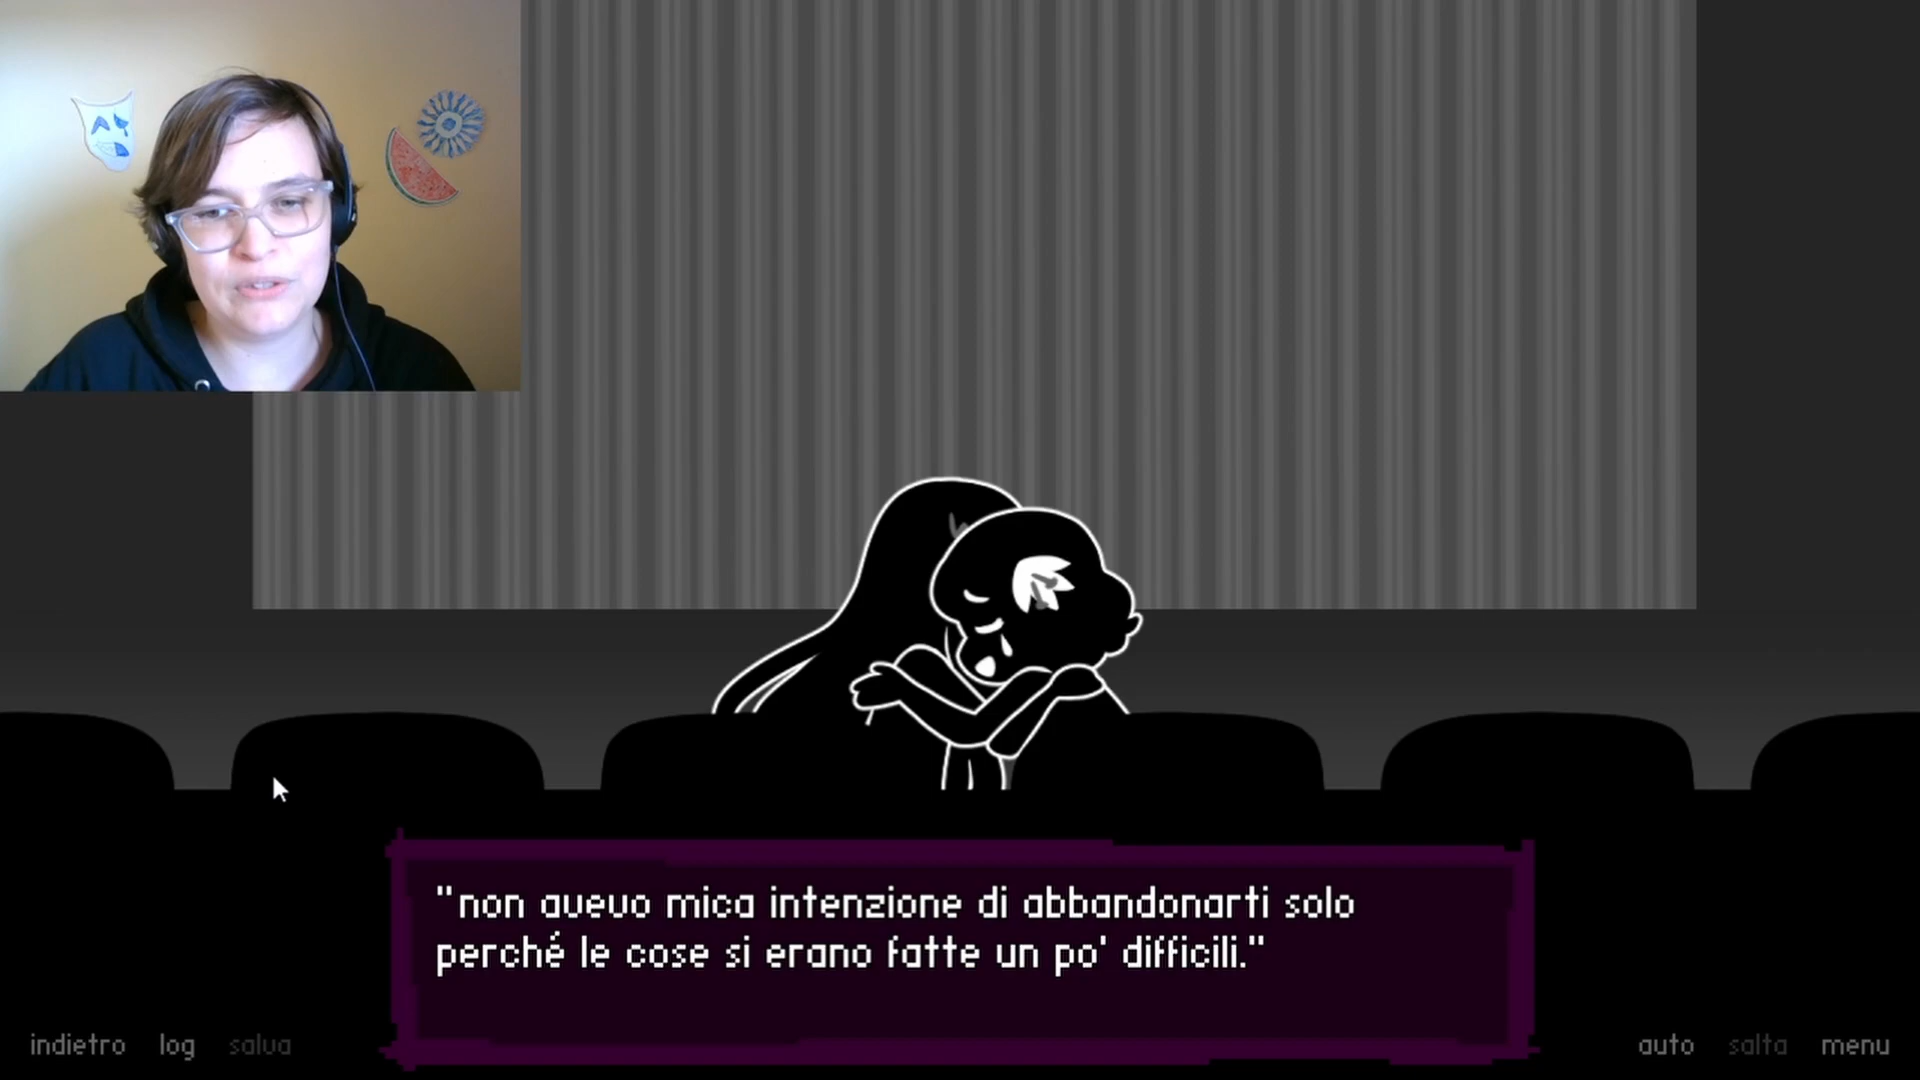 "non avevo mica intenzione di abbandonarti solo
perché le cose si erano fatte un po' difficili."
indietro log salva auto salta menu